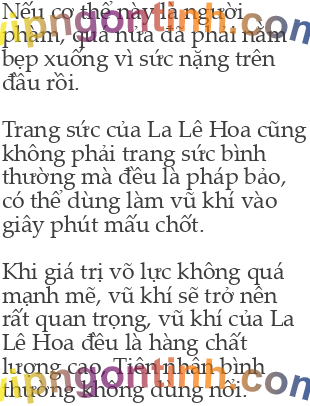 Nếu cơ thể này là người
phàm, quá nửa đã phải nằm
bẹp xuống vì sức nặng trên
đầu rồi.
Trang sức của La Lê Hoa cũng
không phải trang sức bình
thường mà đều là pháp bảo,
có thể dùng làm vũ khí vào
giây phút mấu chốt.
Khi giá trị võ lực không quá
mạnh mẽ, vũ khí sẽ trở nên
rất quan trọng, vũ khí của La
Lê Hoa đều là hàng chất
lượng cao. Tiên nhân bình
thường không dùng nổi.
vipngontinh.com
vipngontinh.com